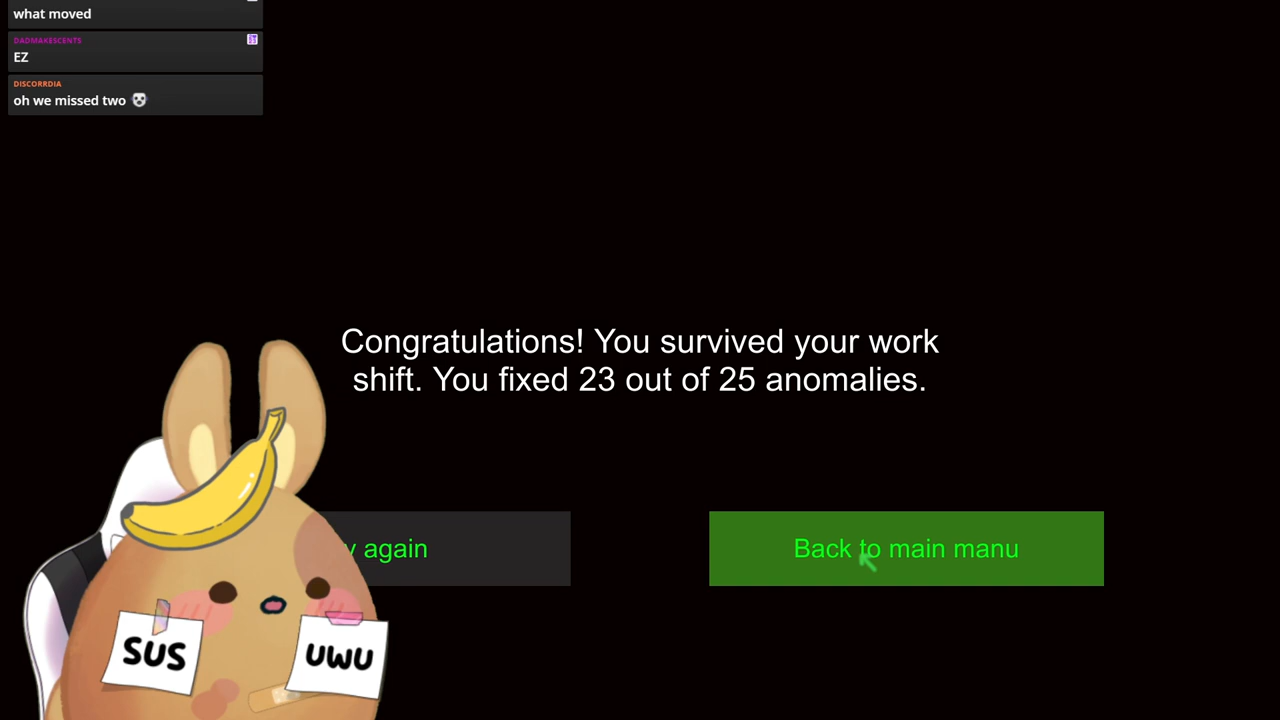 what moved
DADMAKESCENTS
EZ
DISCORRDIA
oh we missed two
Congratulations! You survived your work
shift. You fixed 23 out of 25 anomalies.
again
Back to main manu
SUS
UWU